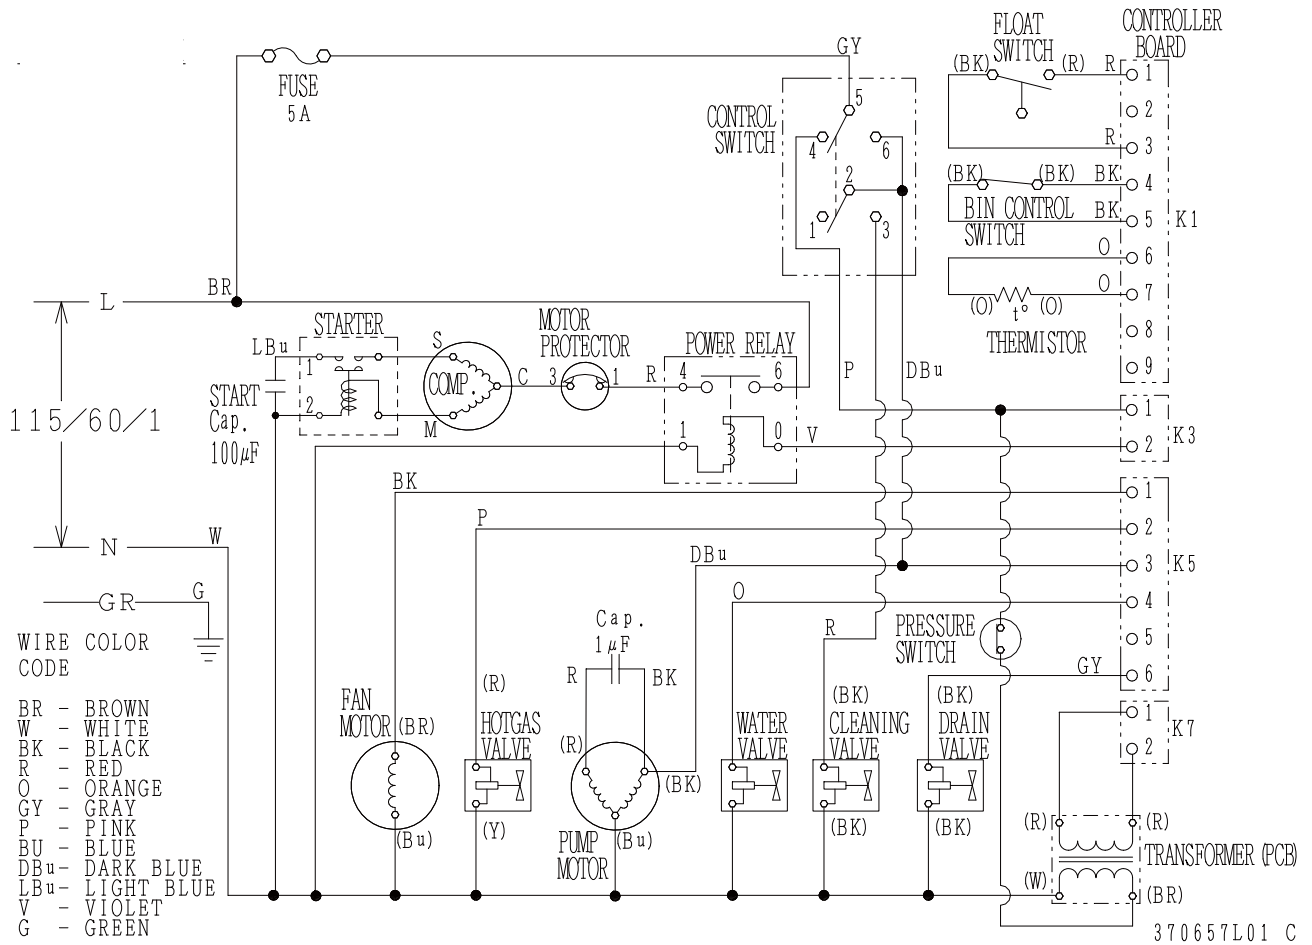 FUSE
5A
GY
CONTROL
SWITCH
5
4
6
2
1
3
FLOAT
SWITCH
CONTROLLER
BOARD
(BK)
(R)
R
1
2
R
3
(BK)
(BK)
BK
4
BIN CONTROL
SWITCH
BK
5
K1
O
6
O
7
(O)
t°
(O)
THERMISTOR
8
9
L
BR
115/60/1
N
W
GR
G
STARTER
LBu
1
2
START
Cap.
100µF
S
COMP.
M
C
MOTOR
PROTECTOR
3
1
R
POWER RELAY
4
6
1
0
V
P
DBu
1
K3
2
BK
1
P
2
DBu
3
K5
O
4
5
GY
6
R
PRESSURE
SWITCH
1
K7
2
Cap.
1µF
R
BK
FAN
MOTOR
(BR)
(Bu)
(R)
HOTGAS
VALVE
(Y)
(R)
(BK)
PUMP
MOTOR
(Bu)
WATER
VALVE
(BK)
CLEANING
VALVE
(BK)
(BK)
DRAIN
VALVE
(BK)
(R)
(R)
TRANSFORMER (PCB)
(W)
(BR)
WIRE COLOR
CODE
BR - BROWN
W - WHITE
BK - BLACK
R - RED
O - ORANGE
GY - GRAY
P - PINK
BU - BLUE
DBu- DARK BLUE
LBu- LIGHT BLUE
V - VIOLET
G - GREEN
370657L01 C